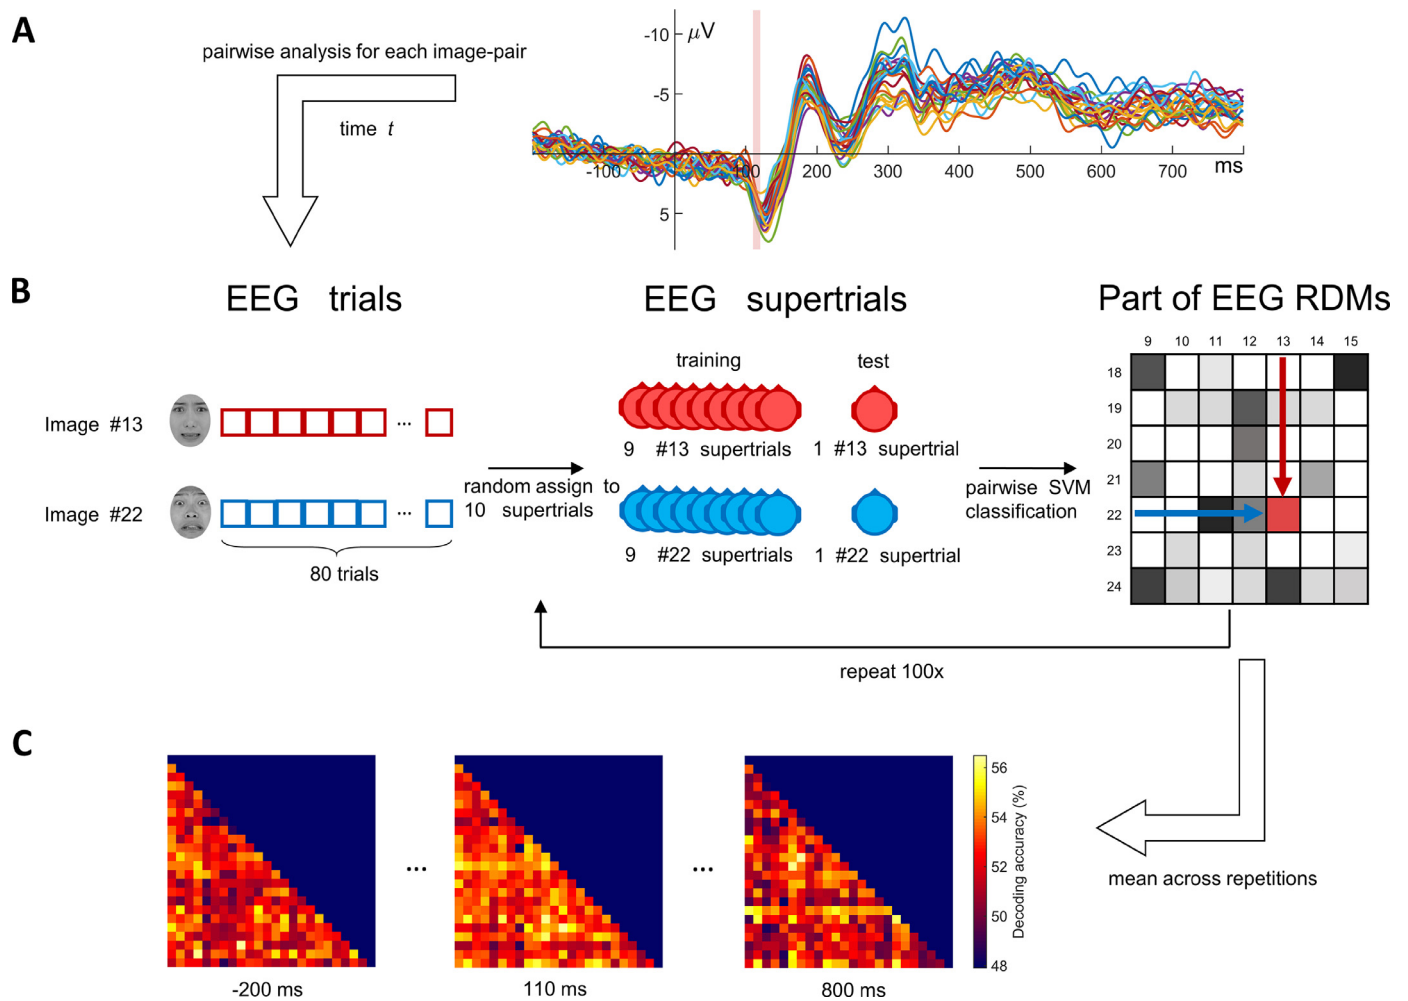 A
pairwise analysis for each image-pair
time t
-10
µV
-5
5
-100
100
200
300
400
500
600
700
ms
B
EEG trials
EEG supertrials
Part of EEG RDMs
training
test
9 10 11 12 13 14 15
18
19
20
21
22
23
24
Image #13
...
9 #13 supertrials
1 #13 supertrial
random assign to
10 supertrials
pairwise SVM
classification
Image #22
...
9 #22 supertrials
1 #22 supertrial
80 trials
repeat 100x
C
...
...
56
54
52
50
48
Decoding accuracy (%)
mean across repetitions
-200 ms
110 ms
800 ms